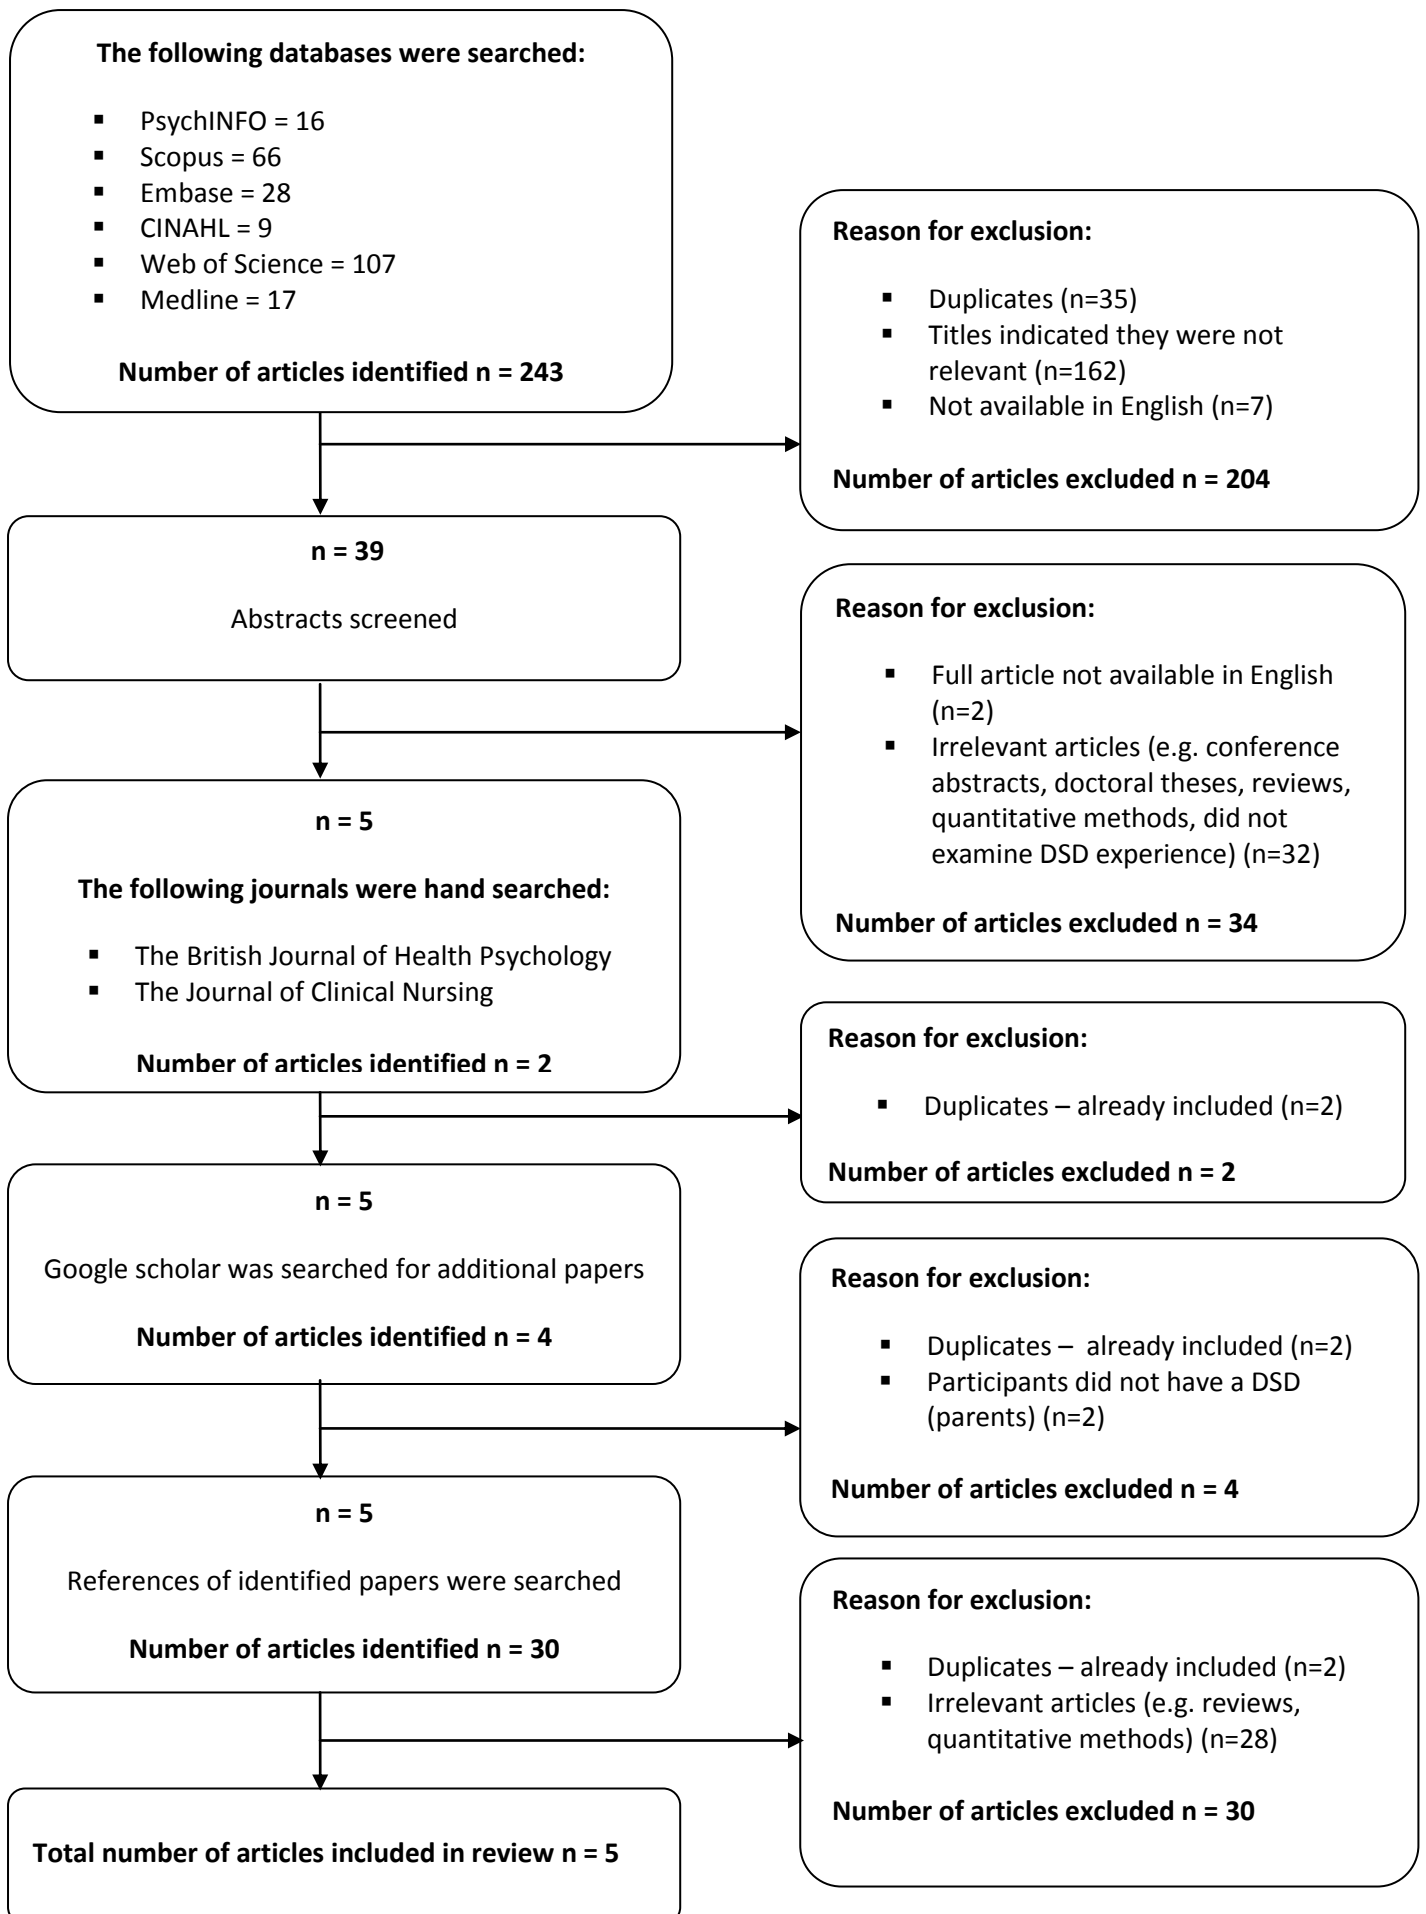 The following databases were searched:
▪ PsychINFO = 16
▪ Scopus = 66
▪ Embase = 28
▪ CINAHL = 9
▪ Web of Science = 107
▪ Medline = 17
Number of articles identified n = 243
Reason for exclusion:
▪ Duplicates (n=35)
▪ Titles indicated they were not
relevant (n=162)
▪ Not available in English (n=7)
Number of articles excluded n = 204
n = 39
Abstracts screened
Reason for exclusion:
▪ Full article not available in English
(n=2)
▪ Irrelevant articles (e.g. conference
abstracts, doctoral theses, reviews,
quantitative methods, did not
examine DSD experience) (n=32)
Number of articles excluded n = 34
n = 5
The following journals were hand searched:
▪ The British Journal of Health Psychology
▪ The Journal of Clinical Nursing
Number of articles identified n = 2
Reason for exclusion:
▪ Duplicates – already included (n=2)
Number of articles excluded n = 2
n = 5
Google scholar was searched for additional papers
Number of articles identified n = 4
Reason for exclusion:
▪ Duplicates – already included (n=2)
▪ Participants did not have a DSD
(parents) (n=2)
Number of articles excluded n = 4
n = 5
References of identified papers were searched
Number of articles identified n = 30
Reason for exclusion:
▪ Duplicates – already included (n=2)
▪ Irrelevant articles (e.g. reviews,
quantitative methods) (n=28)
Number of articles excluded n = 30
Total number of articles included in review n = 5